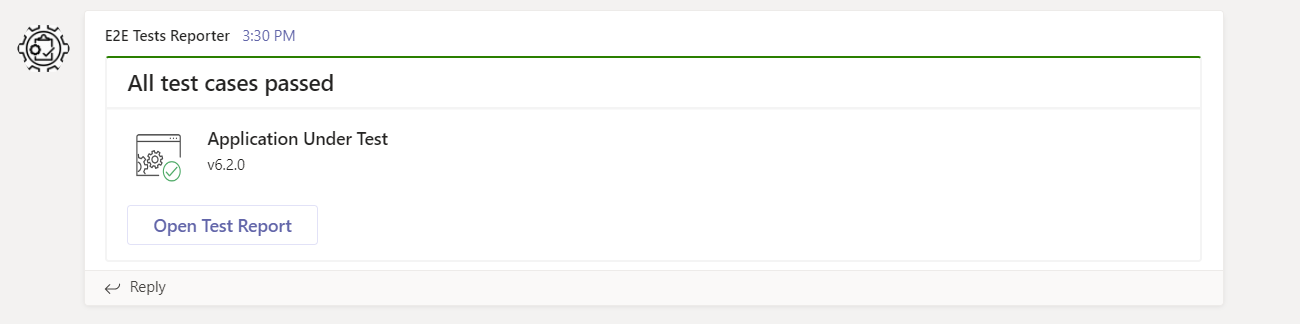 E2E Tests Reporter 3:30 PM
All test cases passed
Application Under Test
v6.2.0
Open Test Report
Reply